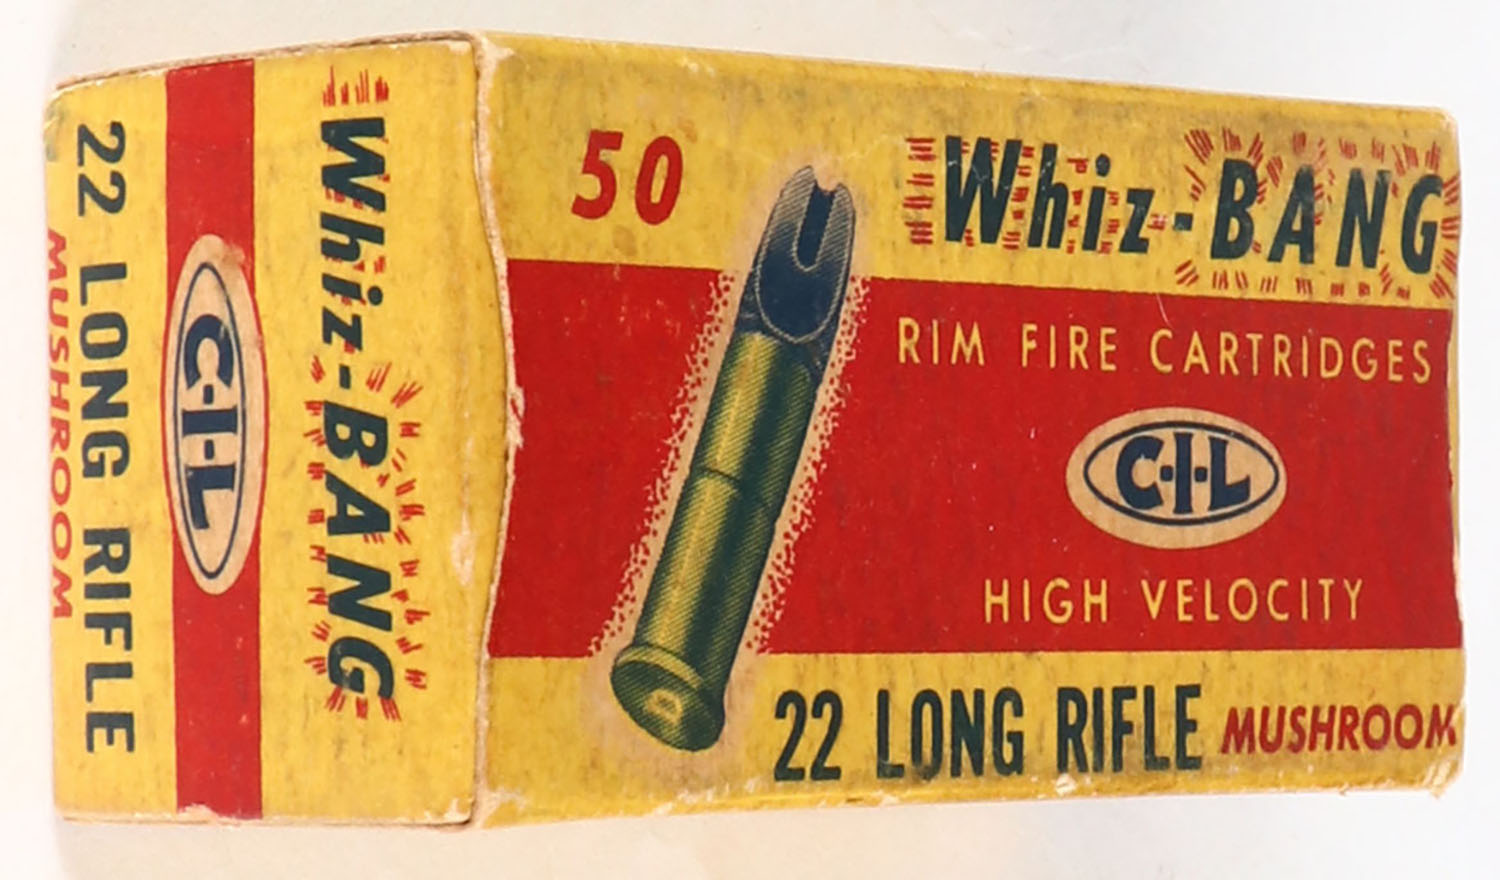 50
Whiz-BANG
RIM FIRE CARTRIDGES
C·I·L
HIGH VELOCITY
D
22 LONG RIFLE MUSHROOM
Whiz-BANG
C·I·L
22 LONG RIFLE
MUSHROOM